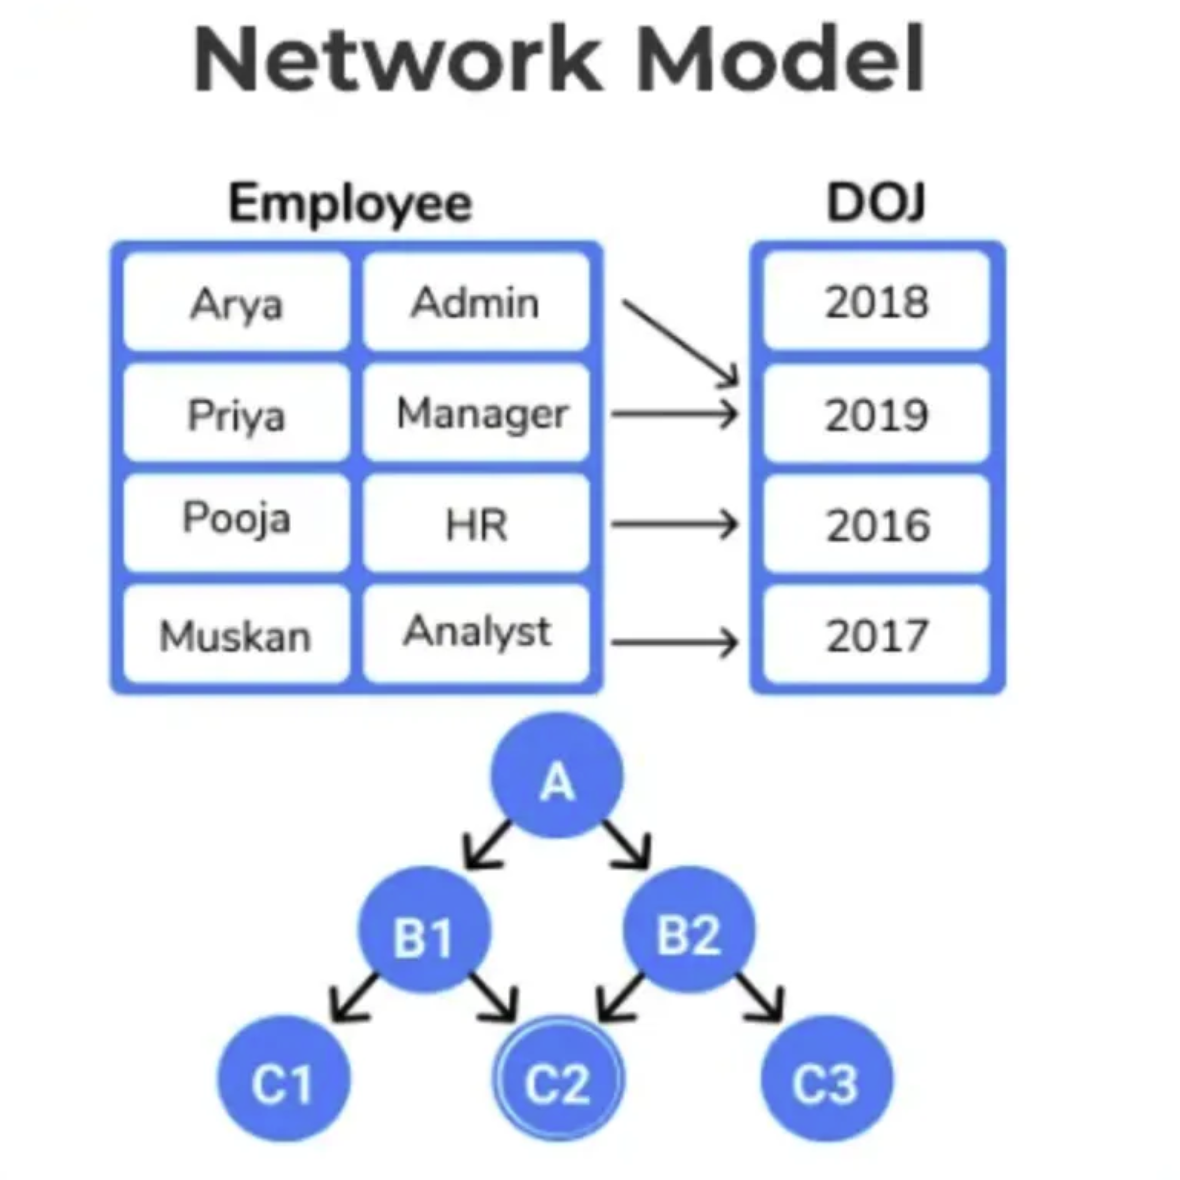 Network Model
Employee DOJ
Arya Admin 2018
Priya Manager 2019
Pooja HR 2016
Muskan Analyst 2017
A
B1 B2
C1 C2 C3